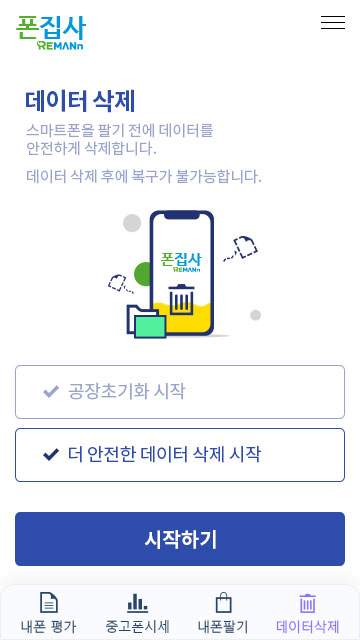 폰집사
REMANn
데이터 삭제
스마트폰을 팔기 전에 데이터를
안전하게 삭제합니다.
데이터 삭제 후에 복구가 불가능합니다.
폰집사
REMANn
공장초기화 시작
더 안전한 데이터 삭제 시작
시작하기
내폰 평가
중고폰시세
내폰팔기
데이터삭제